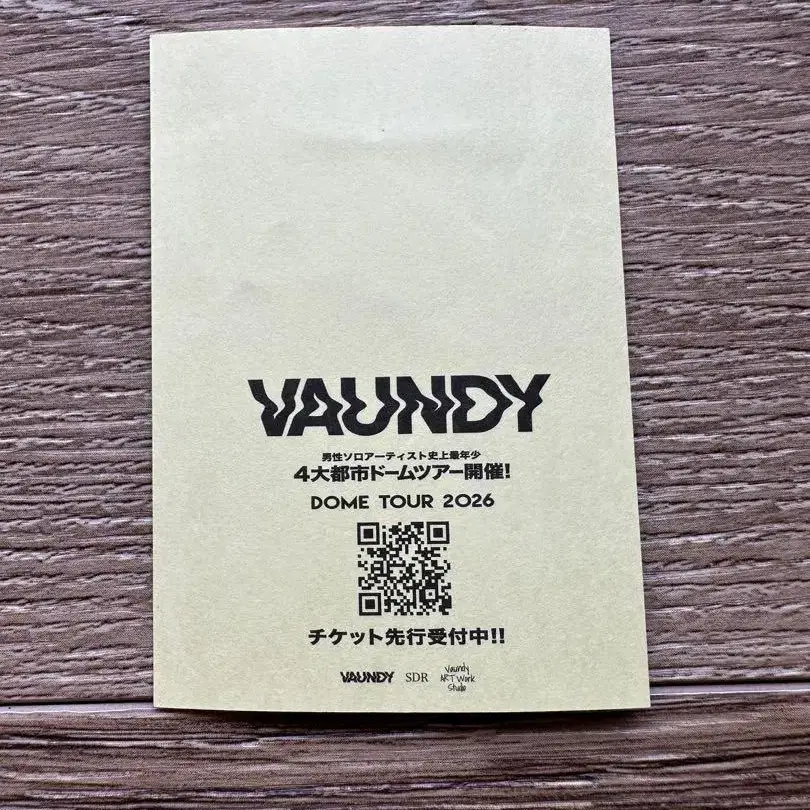 VAUNDY
男性ソロアーティスト史上最年少
4大都市ドームツアー開催!
DOME TOUR 2026
チケット先行受付中!!
VAUNDY SDR Vaundy
ART Work
Studio